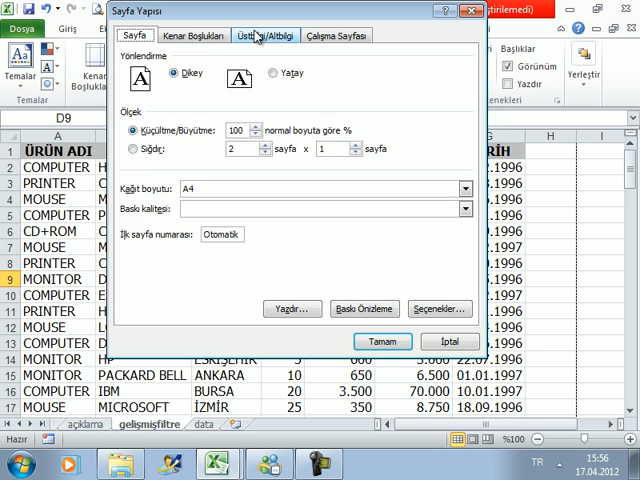 Sayfa Yapısı
ştirilemedi)
Dosya
Sayfa
Kenar Boşlukları
Üstbilgi/Altbilgi
Çalışma Sayfası
Temalar
Temalar
Kenar
Boşlukları
Başlıklar
Görünüm
Yazdır
Yerleştir
Yönlendirme
Dikey
Yatay
Ölçek
Küçültme/Büyütme:
100
normal boyuta göre %
Sığdır:
2
sayfa x
1
sayfa
Kağıt boyutu:
A4
Baskı kalitesi:
İlk sayfa numarası:
Otomatik
Yazdır...
Baskı Önizleme
Seçenekler...
Tamam
İptal
D9
A
G
H
I
1 ÜRÜN ADI
2 COMPUTER
3 PRINTER
4 MOUSE
5 COMPUTER
6 CD+ROM
7 MOUSE
8 PRINTER
9 MONITOR
10 COMPUTER
11 PRINTER
12 MOUSE
13 COMPUTER
14 MONITOR HP ESKİŞEHİR 5 600 3.000 22.07.1996
15 MONITOR PACKARD BELL ANKARA 10 650 6.500 01.01.1997
16 COMPUTER IBM BURSA 20 3.500 70.000 10.01.1997
17 MOUSE MICROSOFT İZMİR 25 350 8.750 18.09.1996
açıklama gelişmişfiltre data
Hazır
%100
TR
15:56
17.04.2012